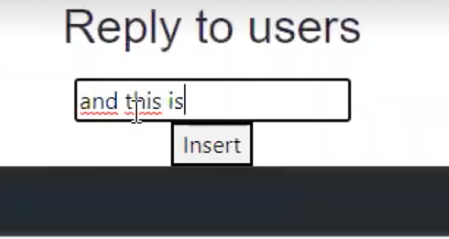 Reply to users
and this is
Insert